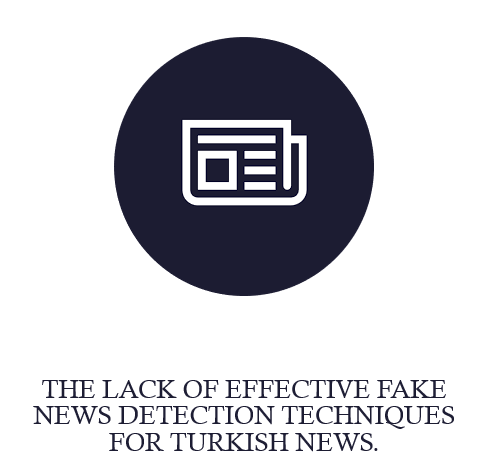 THE LACK OF EFFECTIVE FAKE
NEWS DETECTION TECHNIQUES
FOR TURKISH NEWS.